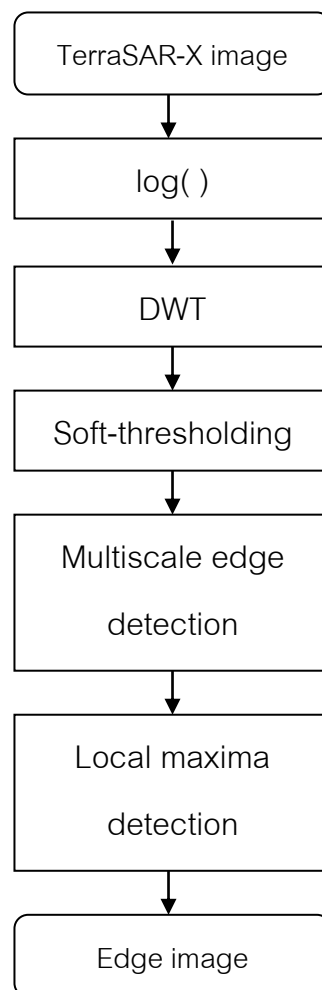 TerraSAR-X image
log( )
DWT
Soft-thresholding
Multiscale edge
detection
Local maxima
detection
Edge image